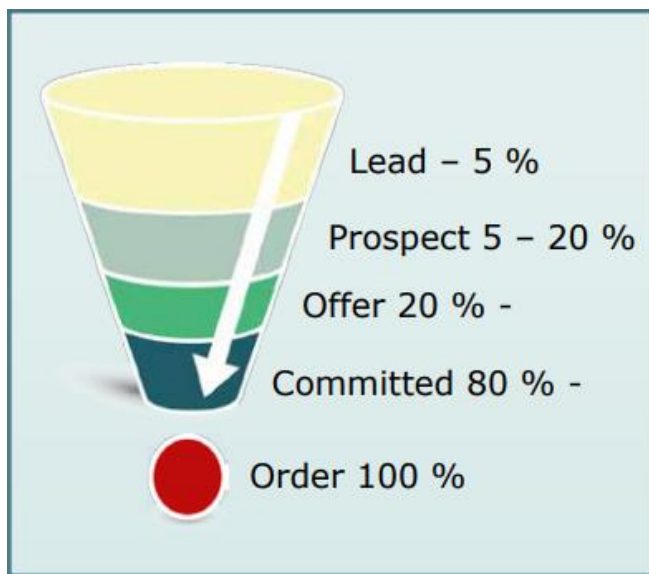 Lead – 5 %
Prospect 5 – 20 %
Offer 20 % -
Committed 80 % -
Order 100 %